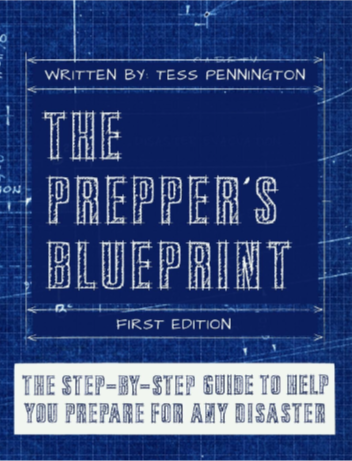 WRITTEN BY: TESS PENNINGTON
THE
PREPPER'S
BLUEPRINT
FIRST EDITION
THE STEP-BY-STEP GUIDE TO HELP
YOU PREPARE FOR ANY DISASTER